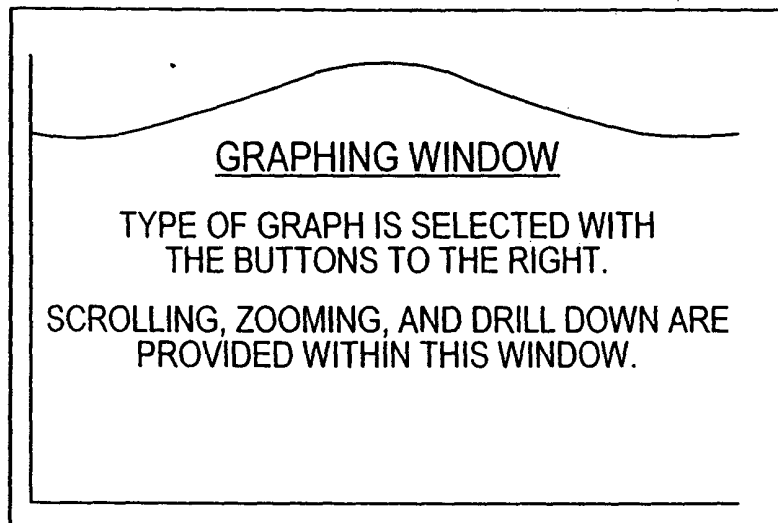 GRAPHING WINDOW
TYPE OF GRAPH IS SELECTED WITH
THE BUTTONS TO THE RIGHT.
SCROLLING, ZOOMING, AND DRILL DOWN ARE
PROVIDED WITHIN THIS WINDOW.